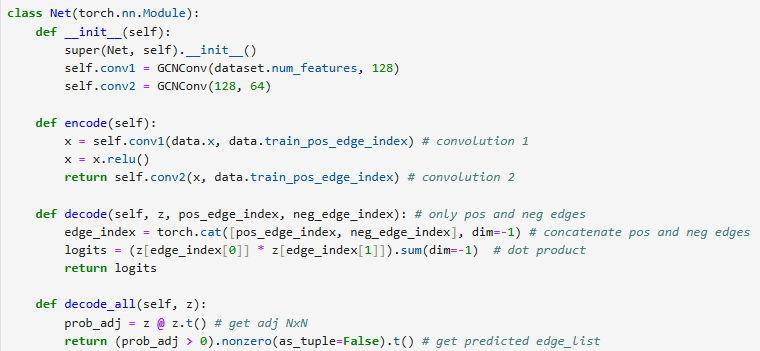 class Net(torch.nn.Module):
    def __init__(self):
        super(Net, self).__init__()
        self.conv1 = GCNConv(dataset.num_features, 128)
        self.conv2 = GCNConv(128, 64)

    def encode(self):
        x = self.conv1(data.x, data.train_pos_edge_index) # convolution 1
        x = x.relu()
        return self.conv2(x, data.train_pos_edge_index) # convolution 2

    def decode(self, z, pos_edge_index, neg_edge_index): # only pos and neg edges
        edge_index = torch.cat([pos_edge_index, neg_edge_index], dim=-1) # concatenate pos and neg edges
        logits = (z[edge_index[0]] * z[edge_index[1]]).sum(dim=-1)  # dot product
        return logits

    def decode_all(self, z):
        prob_adj = z @ z.t() # get adj NxN
        return (prob_adj > 0).nonzero(as_tuple=False).t() # get predicted edge_list